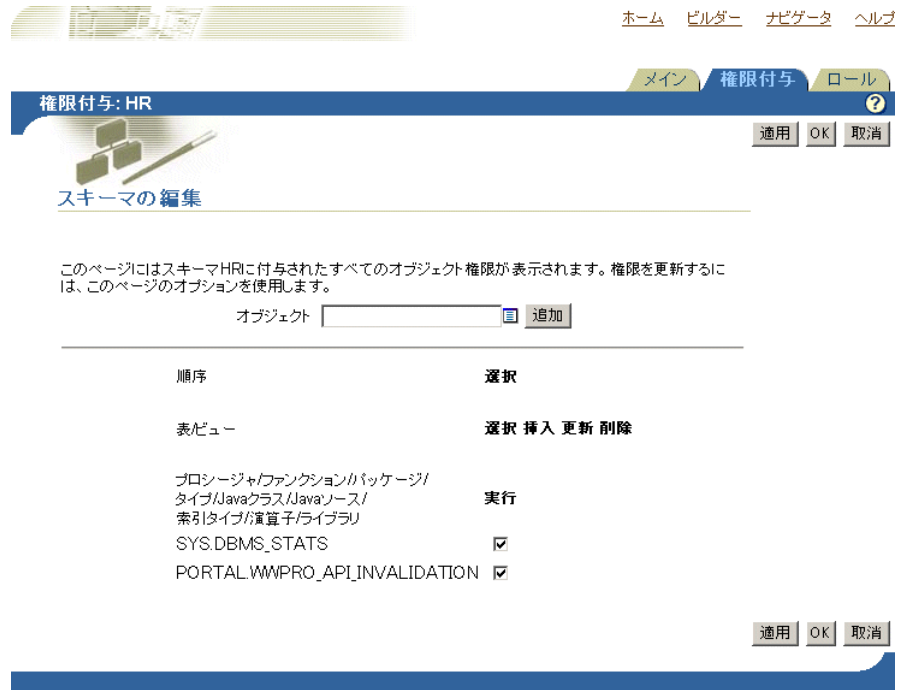 ホーム ビルダー ナビゲータ ヘルプ
メイン 権限付与 ロール
権限付与: HR
?
適用 OK 取消
スキーマの編集
このページにはスキーマHRに付与されたすべてのオブジェクト権限が表示されます。権限を更新するに
は、このページのオプションを使用します。
オブジェクト 追加
順序 選択
表/ビュー 選択 挿入 更新 削除
プロシージャ/ファンクション/パッケージ/
タイプ/Javaクラス/Javaソース/ 実行
索引タイプ/演算子/ライブラリ
SYS.DBMS_STATS
PORTAL.WWPRO_API_INVALIDATION
適用 OK 取消